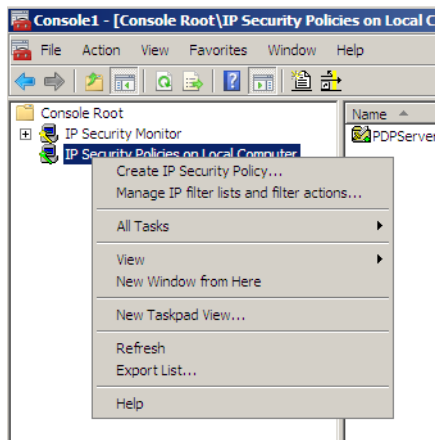 Console1 - [Console Root\IP Security Policies on Local C
File Action View Favorites Window Help
Console Root
IP Security Monitor
IP Security Policies on Local Computer
Name
PDPServer
Create IP Security Policy...
Manage IP filter lists and filter actions...
All Tasks
View
New Window from Here
New Taskpad View...
Refresh
Export List...
Help